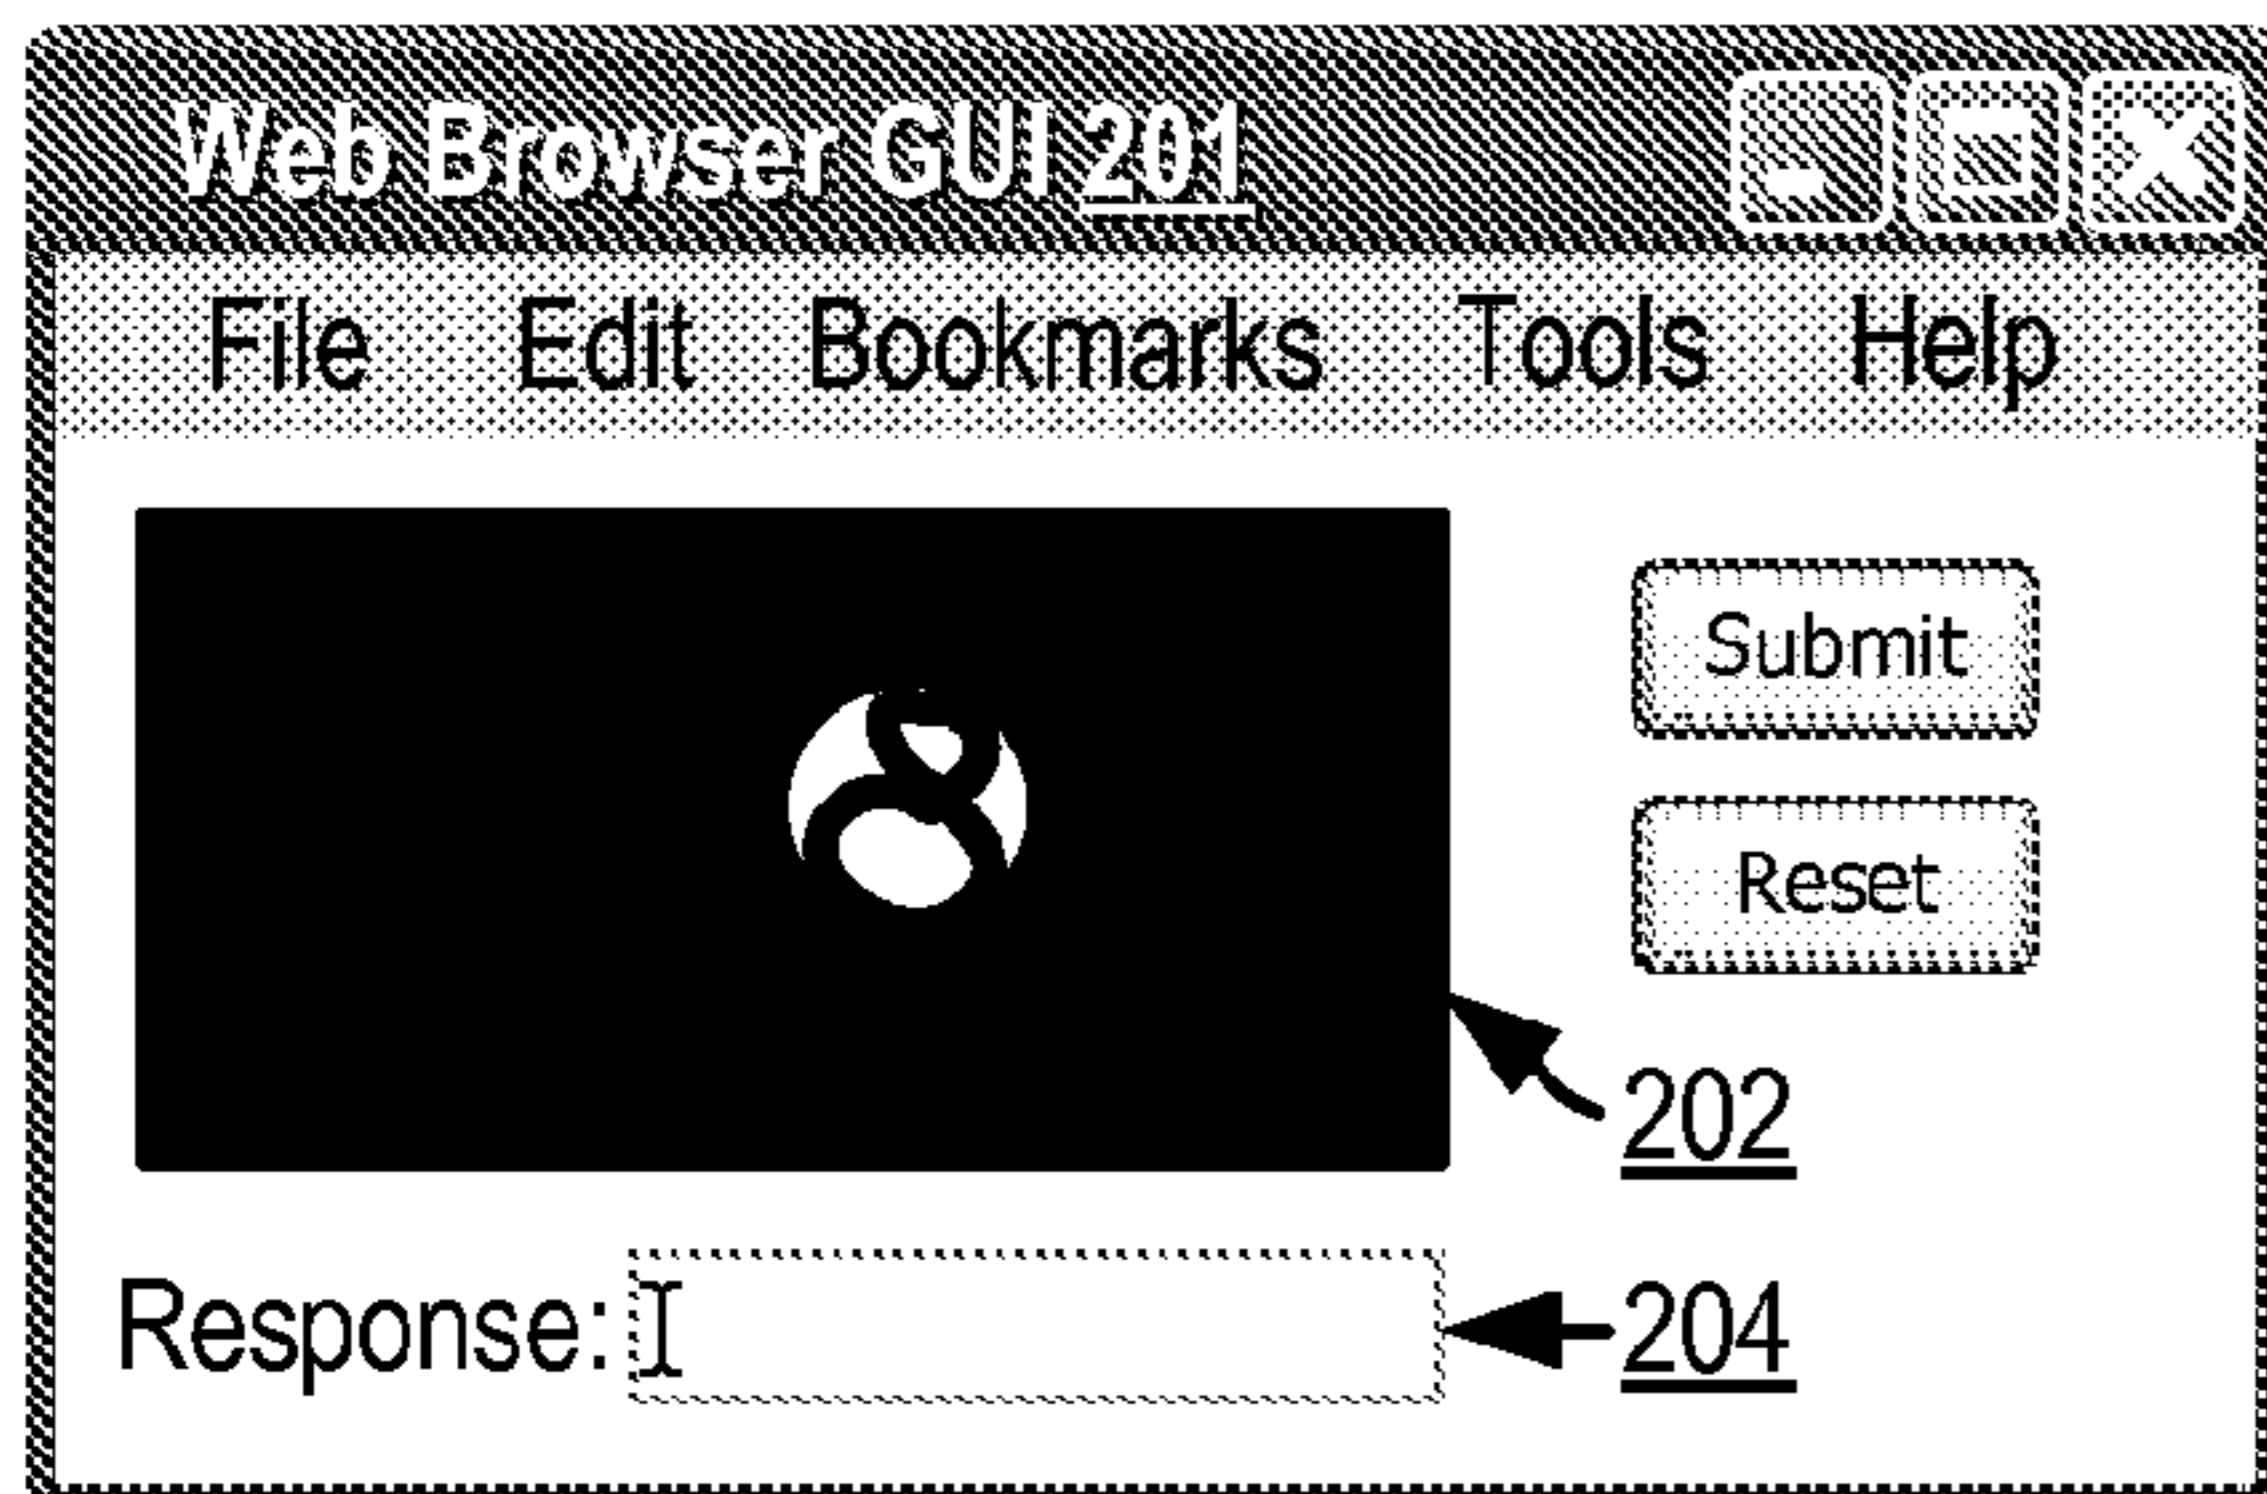 Web Browser GUI 201
File Edit Bookmarks Tools Help
8
Submit
Reset
202
Response:
204